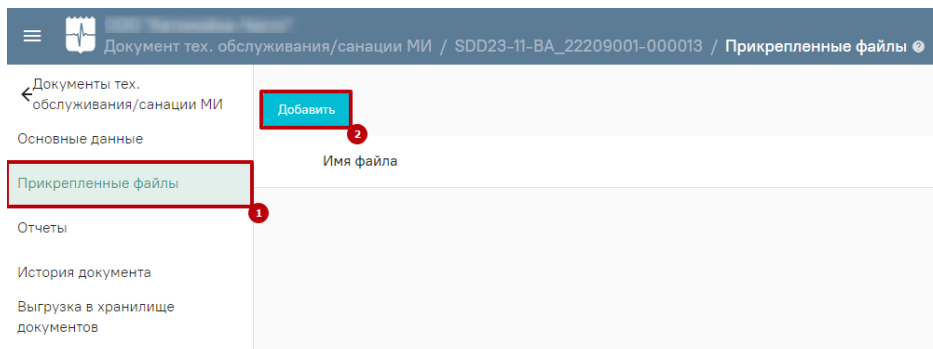 Документ тех. обслуживания/санации МИ / SDD23-11-BA_22209001-000013 / Прикрепленные файлы ?
Документы тех.
обслуживания/санации МИ
Добавить
2
Основные данные
Имя файла
Прикрепленные файлы
1
Отчеты
История документа
Выгрузка в хранилище
документов